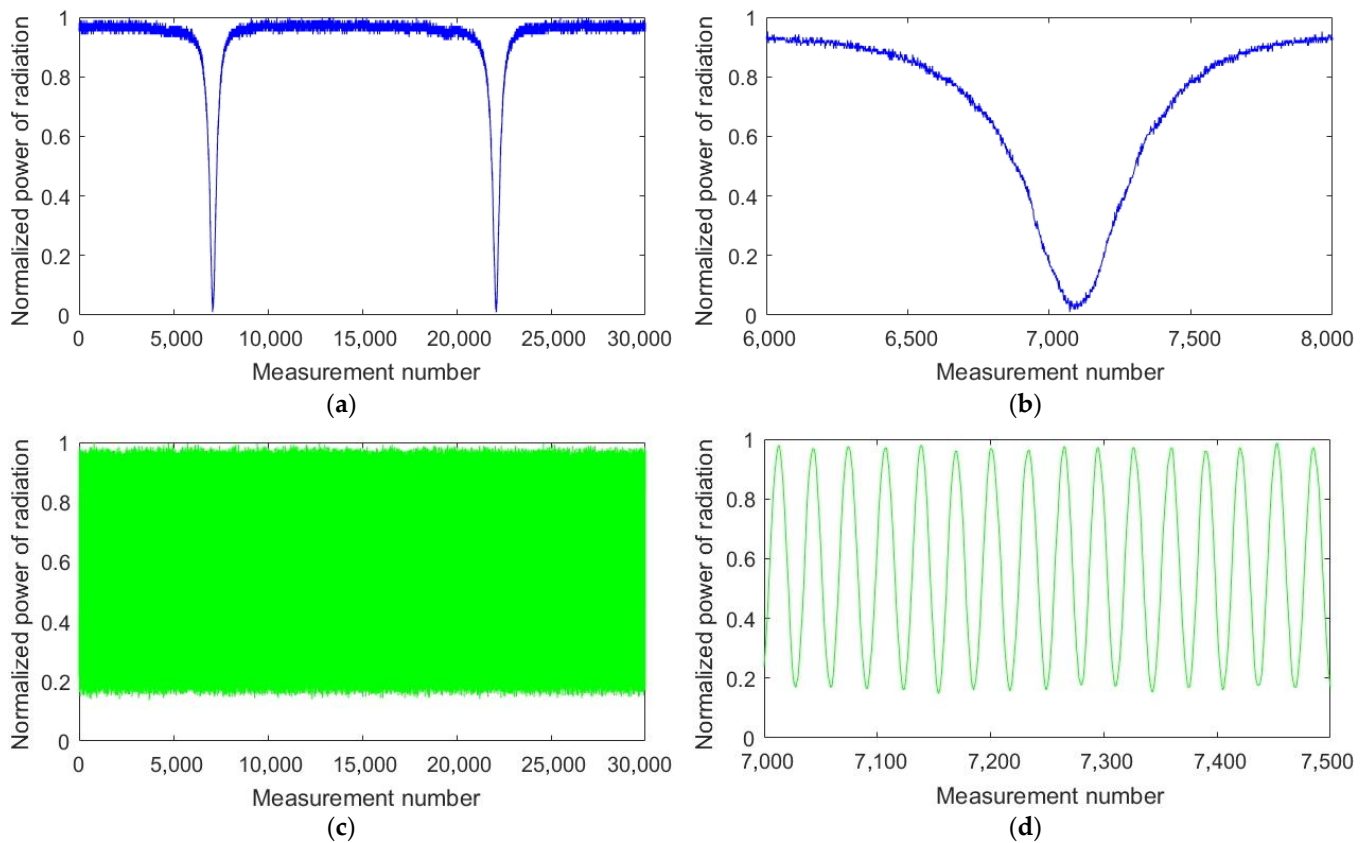 Normalized power of radiation
1
0.8
0.6
0.4
0.2
0
0 5,000 10,000 15,000 20,000 25,000 30,000
Measurement number
(a)
Normalized power of radiation
1
0.8
0.6
0.4
0.2
0
6,000 6,500 7,000 7,500 8,000
Measurement number
(b)
Normalized power of radiation
1
0.8
0.6
0.4
0.2
0
0 5,000 10,000 15,000 20,000 25,000 30,000
Measurement number
(c)
Normalized power of radiation
1
0.8
0.6
0.4
0.2
0
7,000 7,100 7,200 7,300 7,400 7,500
Measurement number
(d)